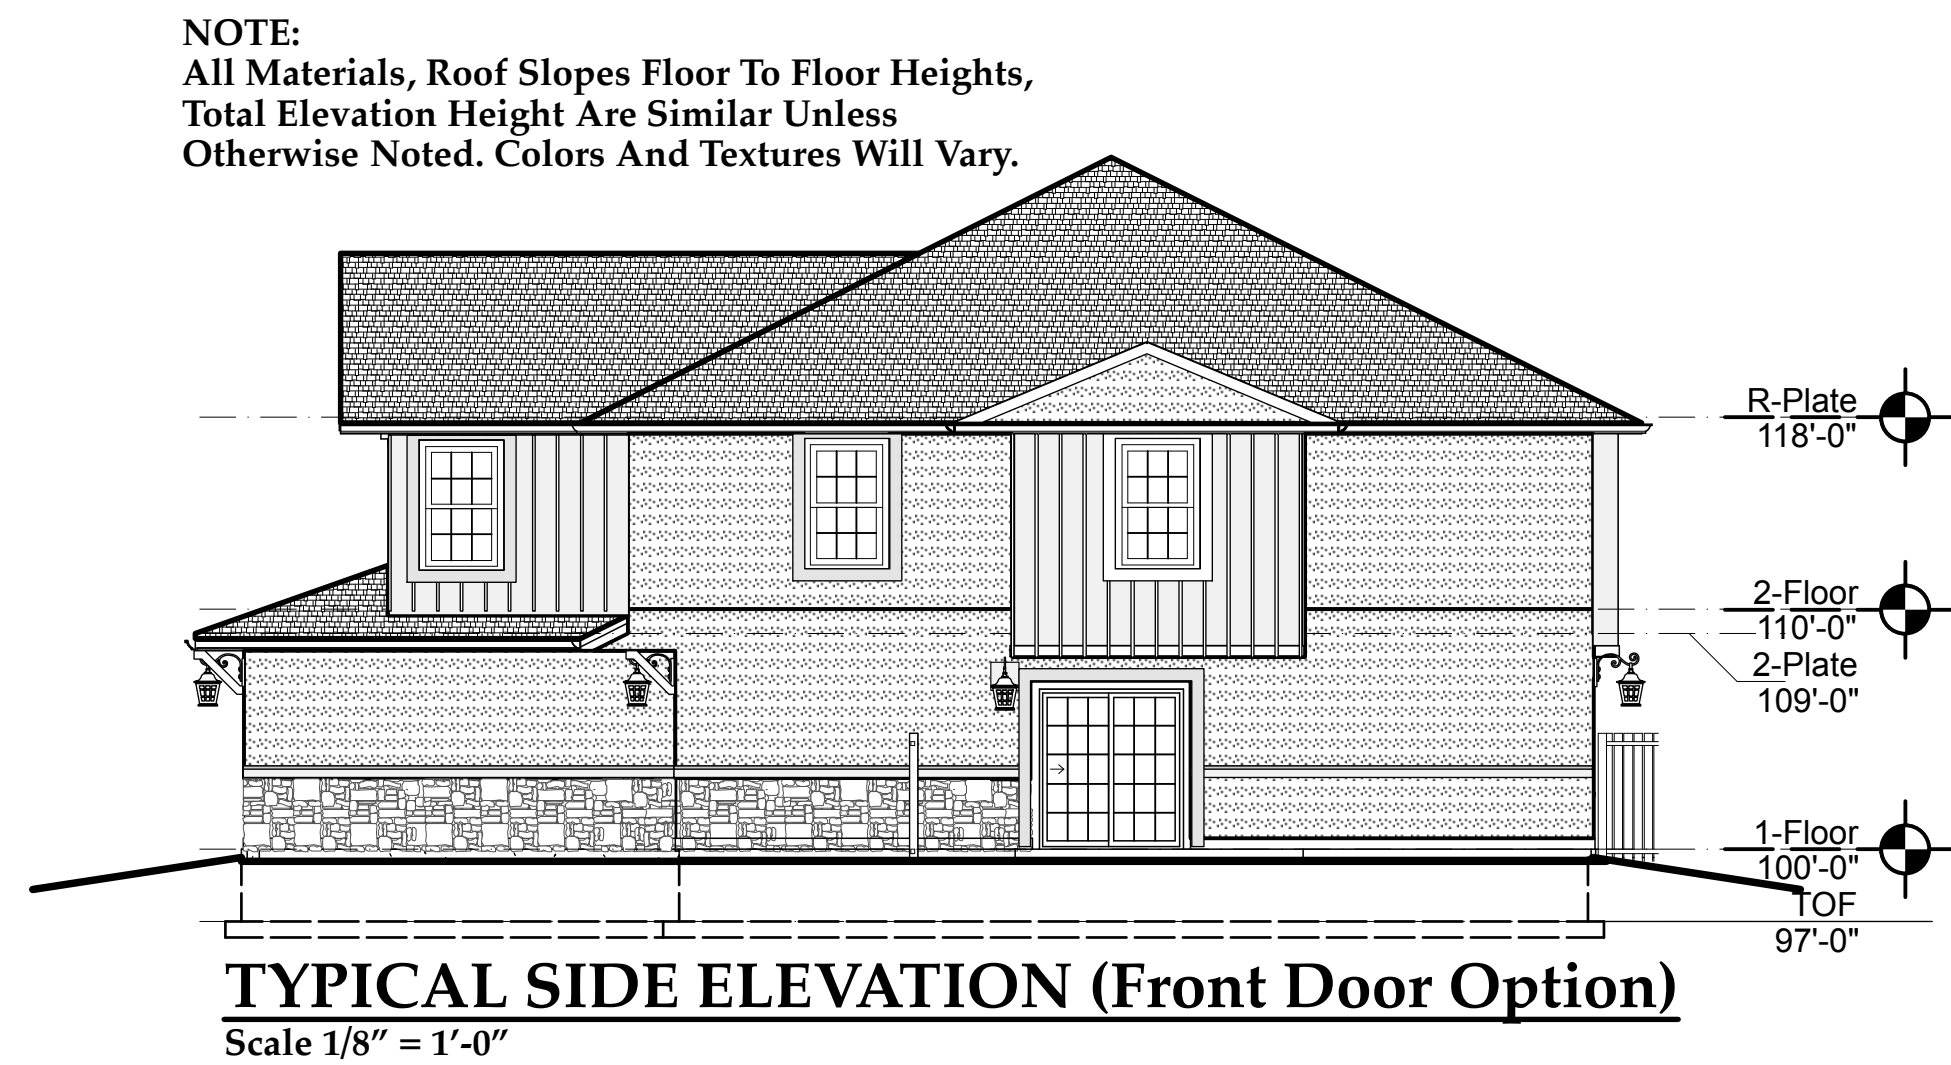 NOTE:
All Materials, Roof Slopes Floor To Floor Heights,
Total Elevation Height Are Similar Unless
Otherwise Noted. Colors And Textures Will Vary.
R-Plate
118'-0"
2-Floor
110'-0"
2-Plate
109'-0"
1-Floor
100'-0"
TOF
97'-0"
TYPICAL SIDE ELEVATION (Front Door Option)
Scale 1/8” = 1’-0”